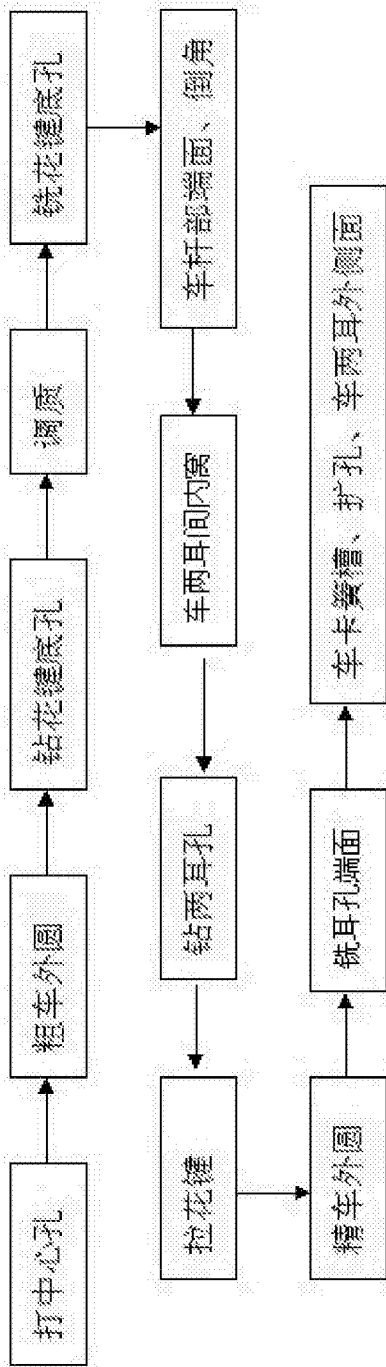 打中心孔
粗车外圆
钻花键底孔
调质
铣花键底孔
车杆部端面、倒角
车两耳间内窝
钻两耳孔
拉花键
精车外圆
铣耳孔端面
车卡簧槽、扩孔、车两耳外侧面